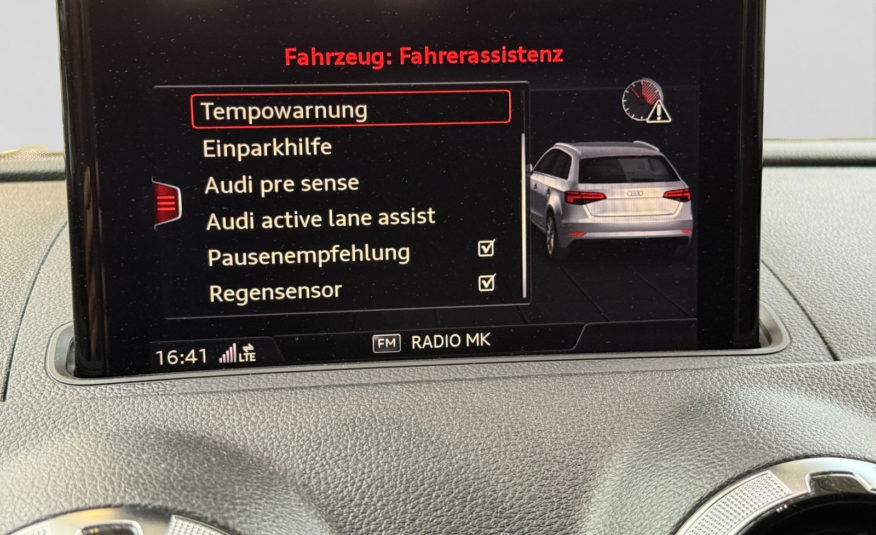 Fahrzeug: Fahrerassistenz
Tempowarnung
Einparkhilfe
Audi pre sense
Audi active lane assist
Pausenempfehlung
Regensensor
16:41 LTE
FM RADIO MK